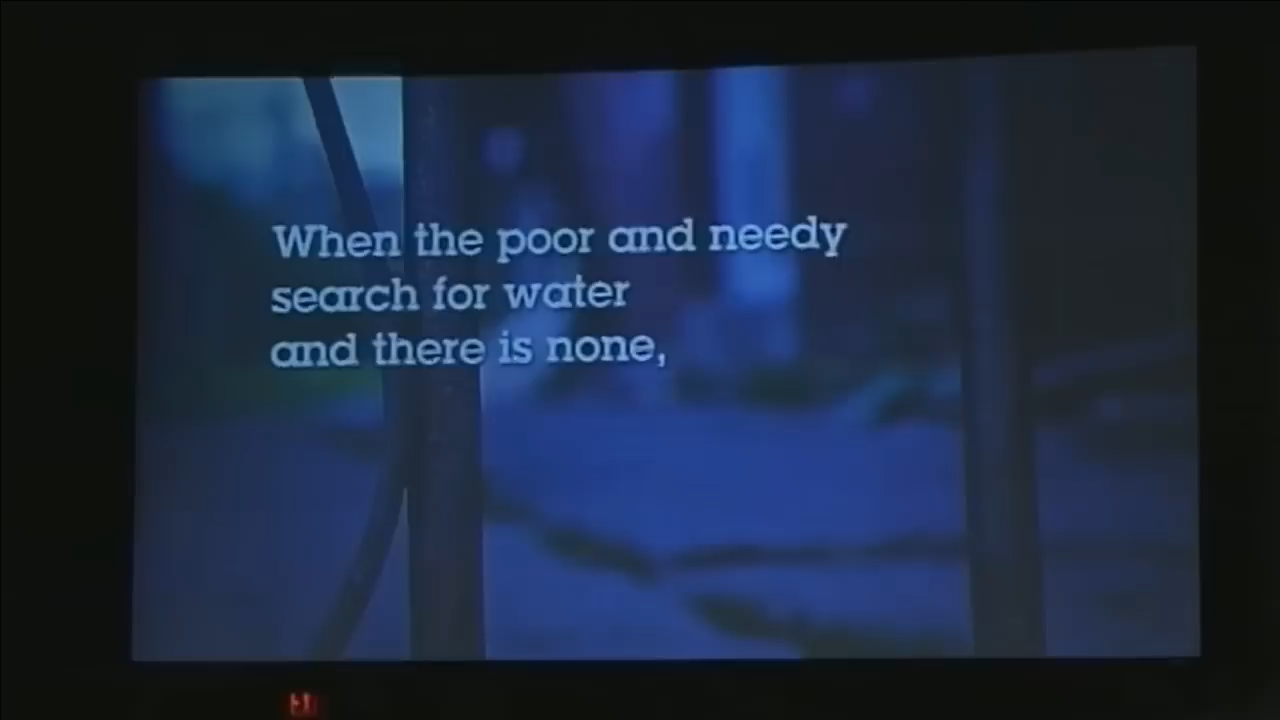 When the poor and needy
search for water
and there is none,